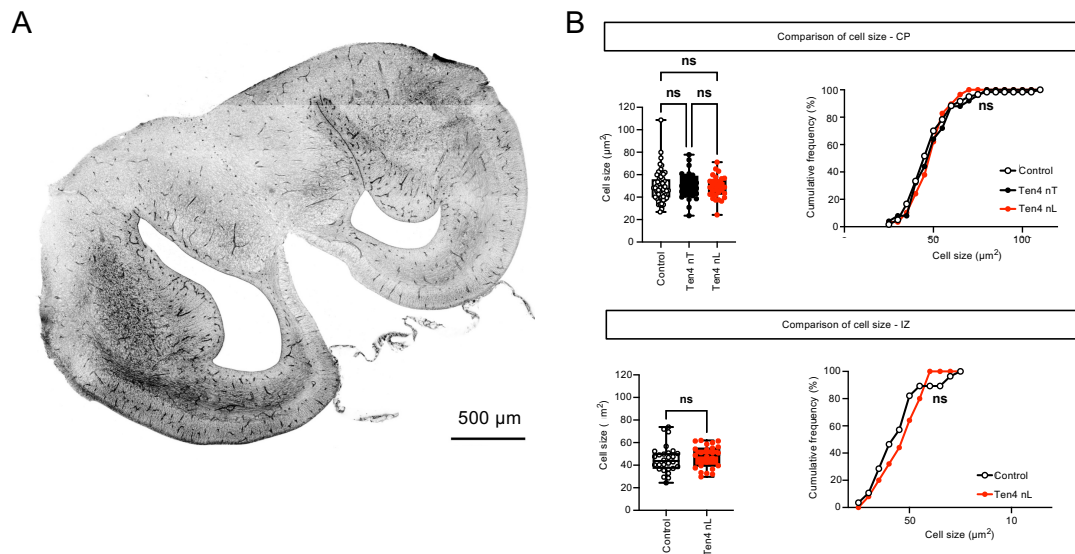 A
500 µm
B
Comparison of cell size - CP
ns
ns
ns
Cell size (µm²)
120
100
80
60
40
20
0
Control
Ten4 nT
Ten4 nL
Cumulative frequency (%)
100
80
60
40
20
0
-
50
100
Cell size (µm²)
ns
Control
Ten4 nT
Ten4 nL
Comparison of cell size - IZ
ns
Cell size ( m²)
120
100
80
60
40
20
0
Control
Ten4 nL
Cumulative frequency (%)
100
80
60
40
20
0
50
10
Cell size (µm²)
ns
Control
Ten4 nL